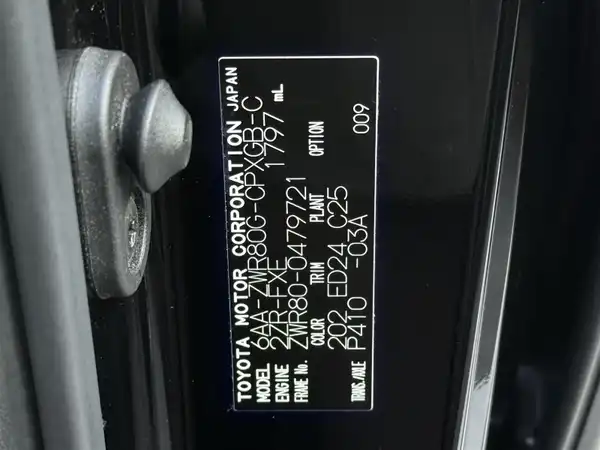 TOYOTA MOTOR CORPORATION JAPAN
MODEL 6AA-ZWR80G-CPXGB-C
ENGINE 2ZR-FXE 1797 mL
FRAME No. ZWR80-0479721
COLOR TRIM PLANT OPTION
202 ED24 C25 009
TRANS./AXLE P410 -03A